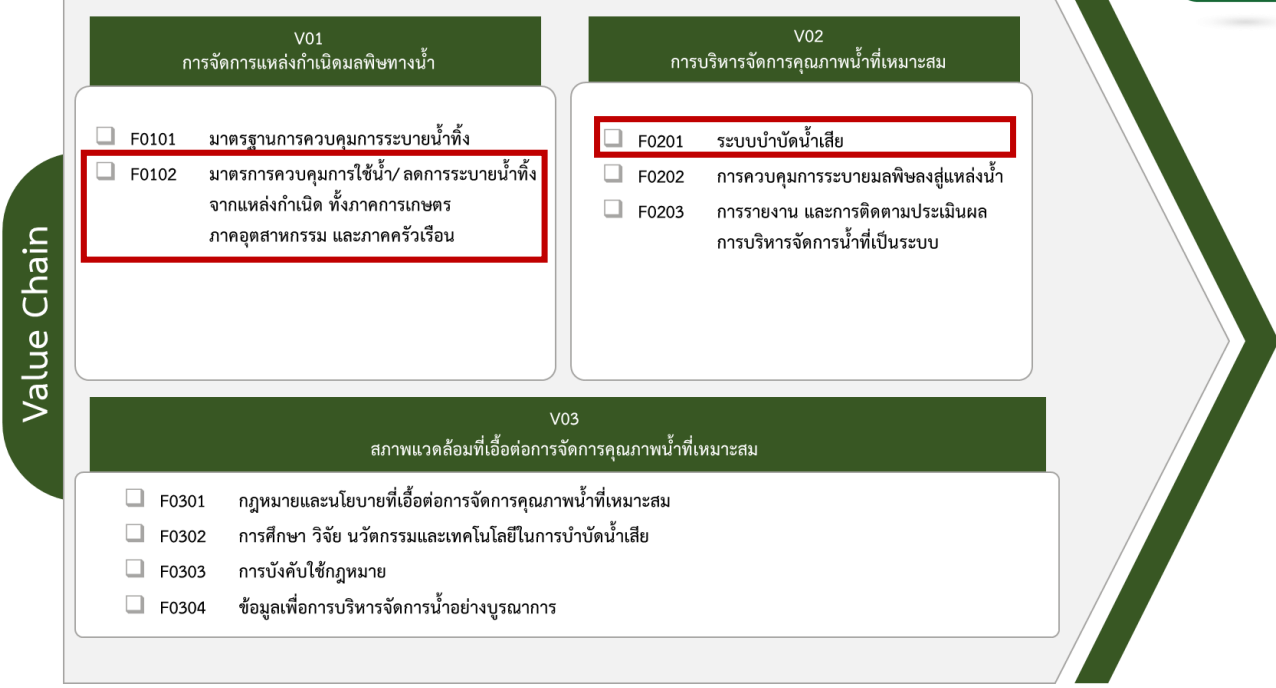 Value Chain
V01
การจัดการแหล่งกำเนิดมลพิษทางน้ำ
F0101 มาตรฐานการควบคุมการระบายน้ำทิ้ง
F0102 มาตรการควบคุมการใช้น้ำ/ ลดการระบายน้ำทิ้ง
จากแหล่งกำเนิด ทั้งภาคการเกษตร
ภาคอุตสาหกรรม และภาคครัวเรือน
V02
การบริหารจัดการคุณภาพน้ำที่เหมาะสม
F0201 ระบบบำบัดน้ำเสีย
F0202 การควบคุมการระบายมลพิษลงสู่แหล่งน้ำ
F0203 การรายงาน และการติดตามประเมินผล
การบริหารจัดการน้ำที่เป็นระบบ
V03
สภาพแวดล้อมที่เอื้อต่อการจัดการคุณภาพน้ำที่เหมาะสม
F0301 กฎหมายและนโยบายที่เอื้อต่อการจัดการคุณภาพน้ำที่เหมาะสม
F0302 การศึกษา วิจัย นวัตกรรมและเทคโนโลยีในการบำบัดน้ำเสีย
F0303 การบังคับใช้กฎหมาย
F0304 ข้อมูลเพื่อการบริหารจัดการน้ำอย่างบูรณาการ